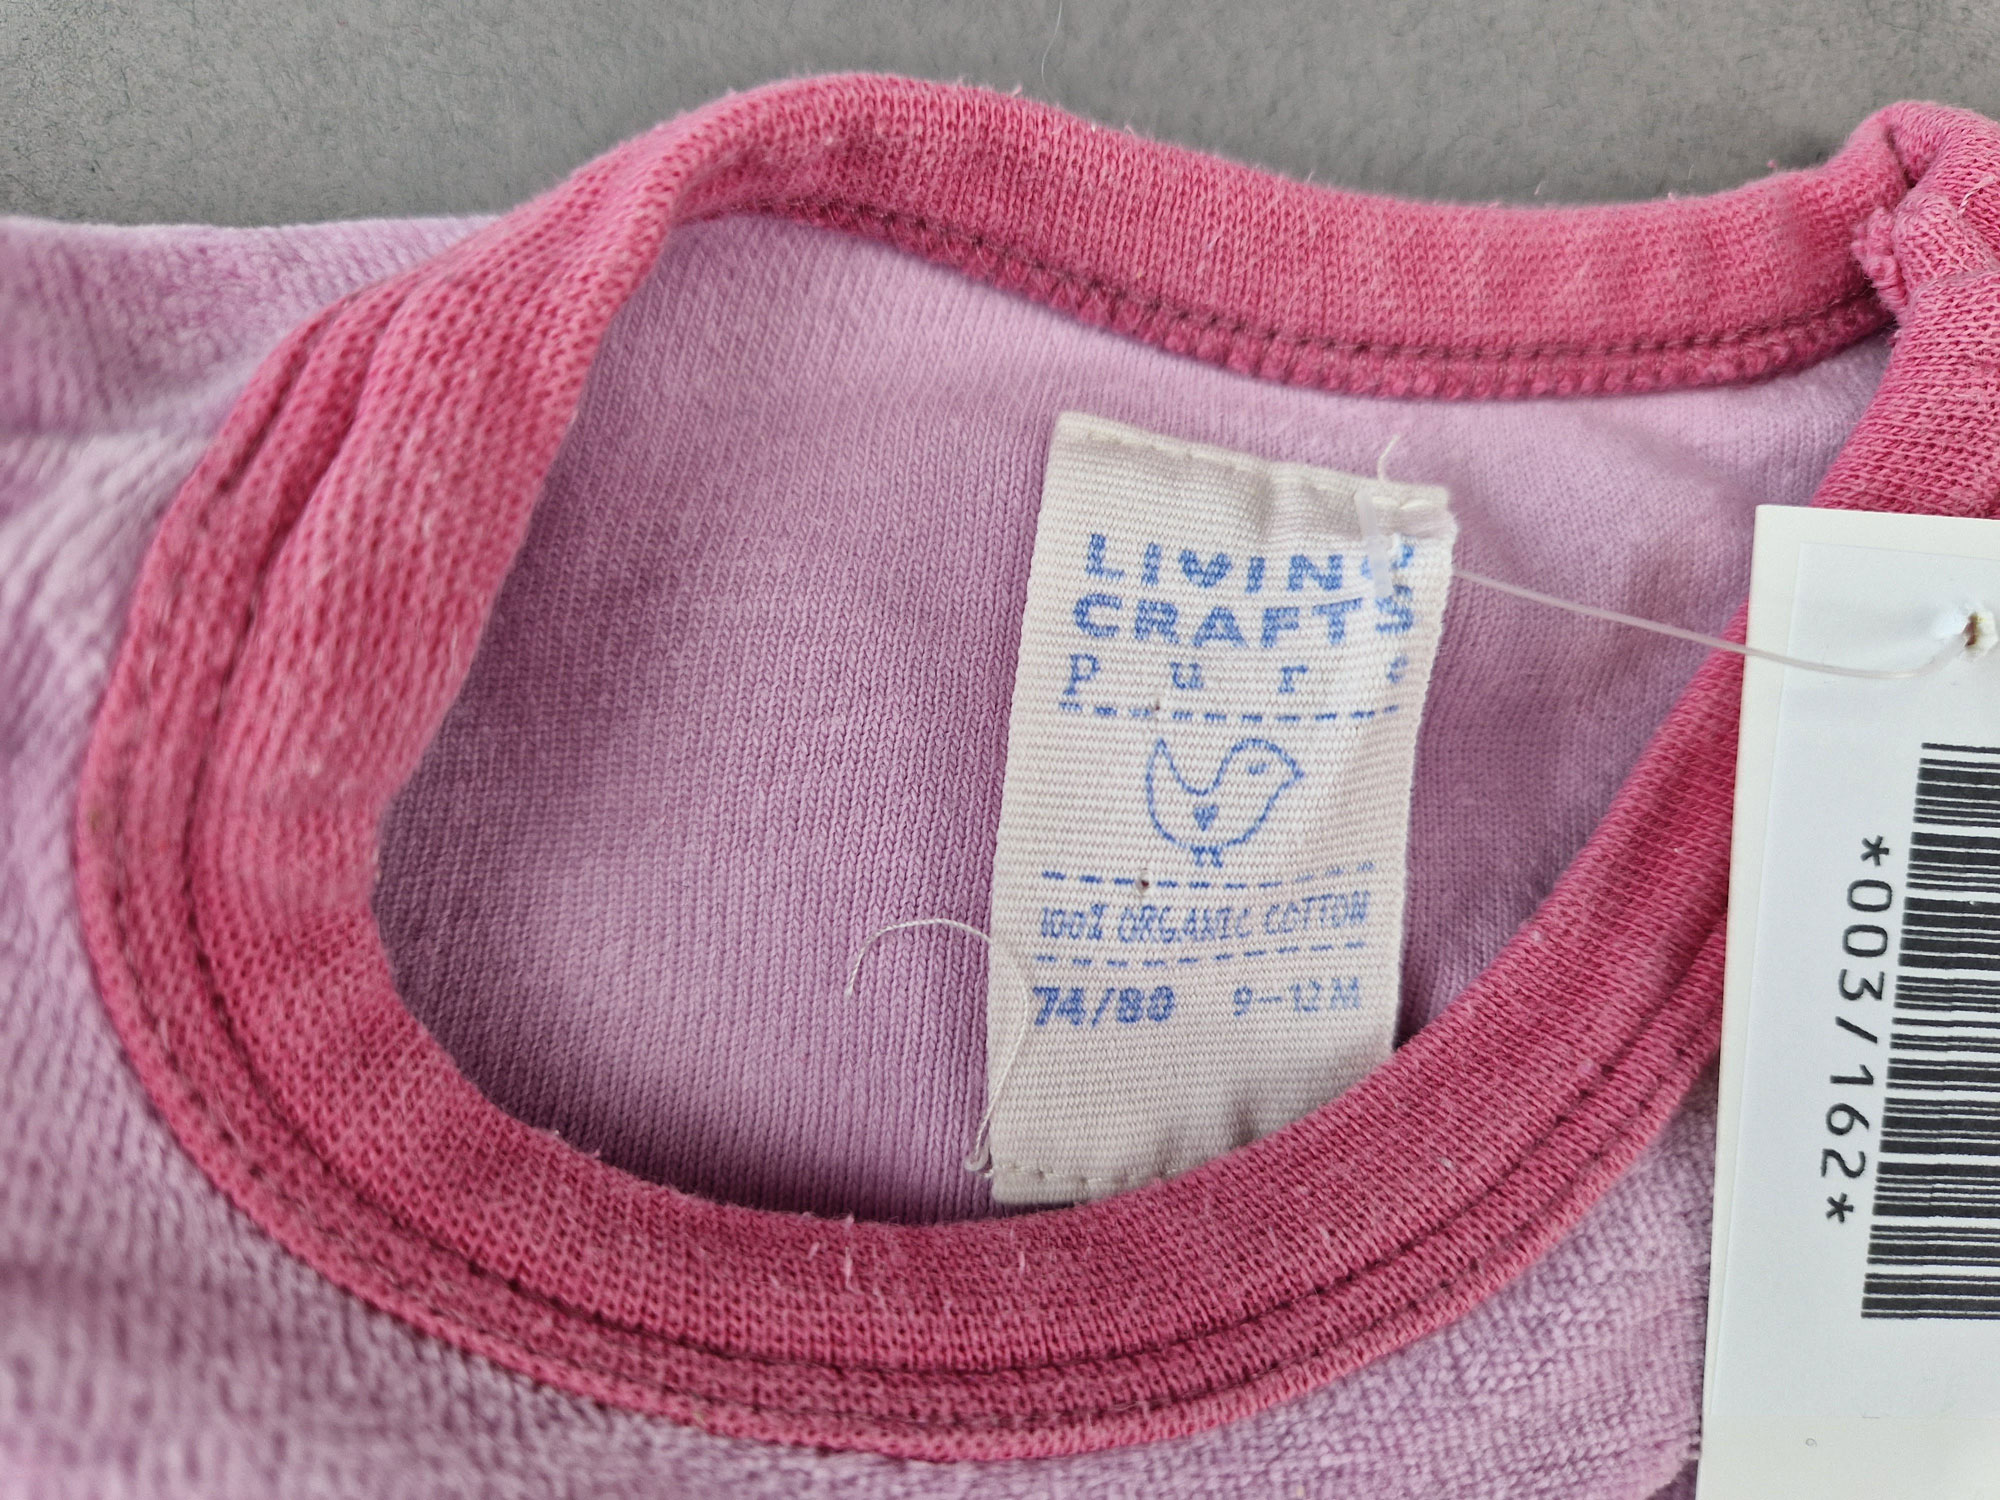 LIVING
CRAFTS
Pure
100% ORGANIC COTTON
74/80 9-12M
*003/162*